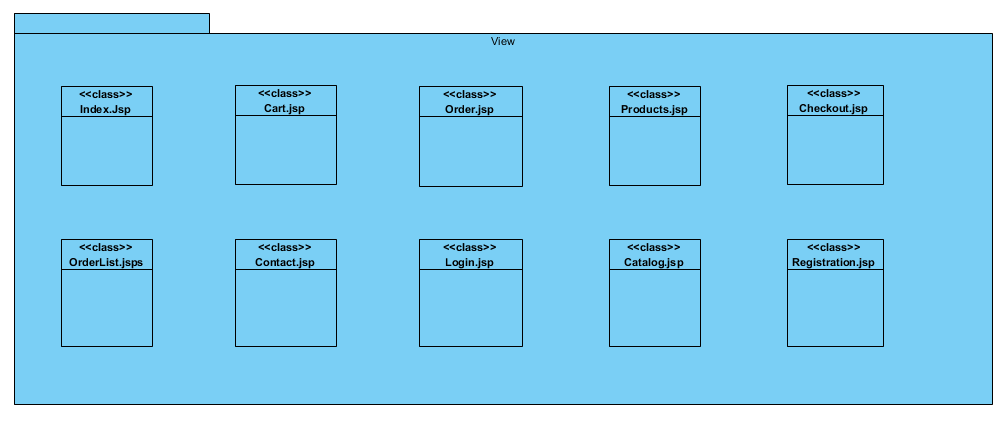 View
<<class>>
Index.Jsp
<<class>>
Cart.jsp
<<class>>
Order.jsp
<<class>>
Products.jsp
<<class>>
Checkout.jsp
<<class>>
OrderList.jsps
<<class>>
Contact.jsp
<<class>>
Login.jsp
<<class>>
Catalog.jsp
<<class>>
Registration.jsp